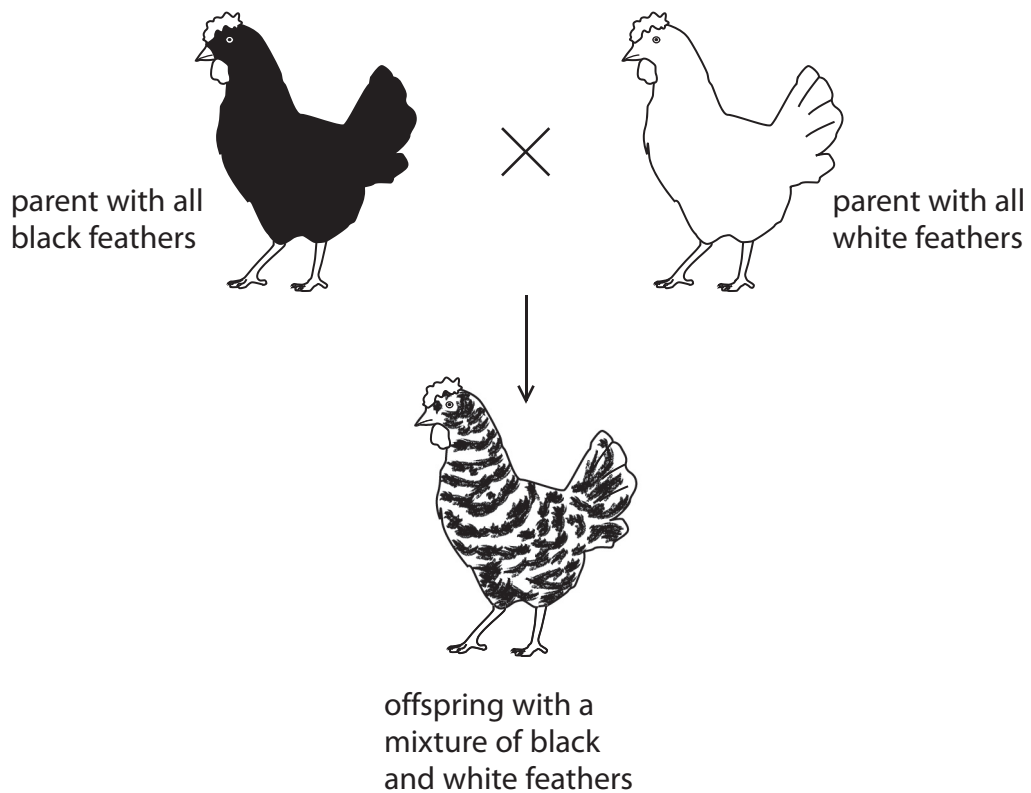 parent with all
black feathers
parent with all
white feathers
offspring with a
mixture of black
and white feathers